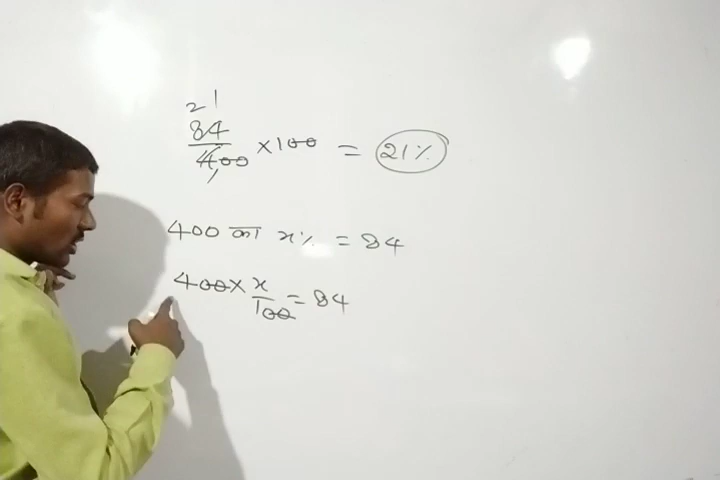 21
84/400 × 100 = 21%
400 का x% = 84
400 × x/100 = 84